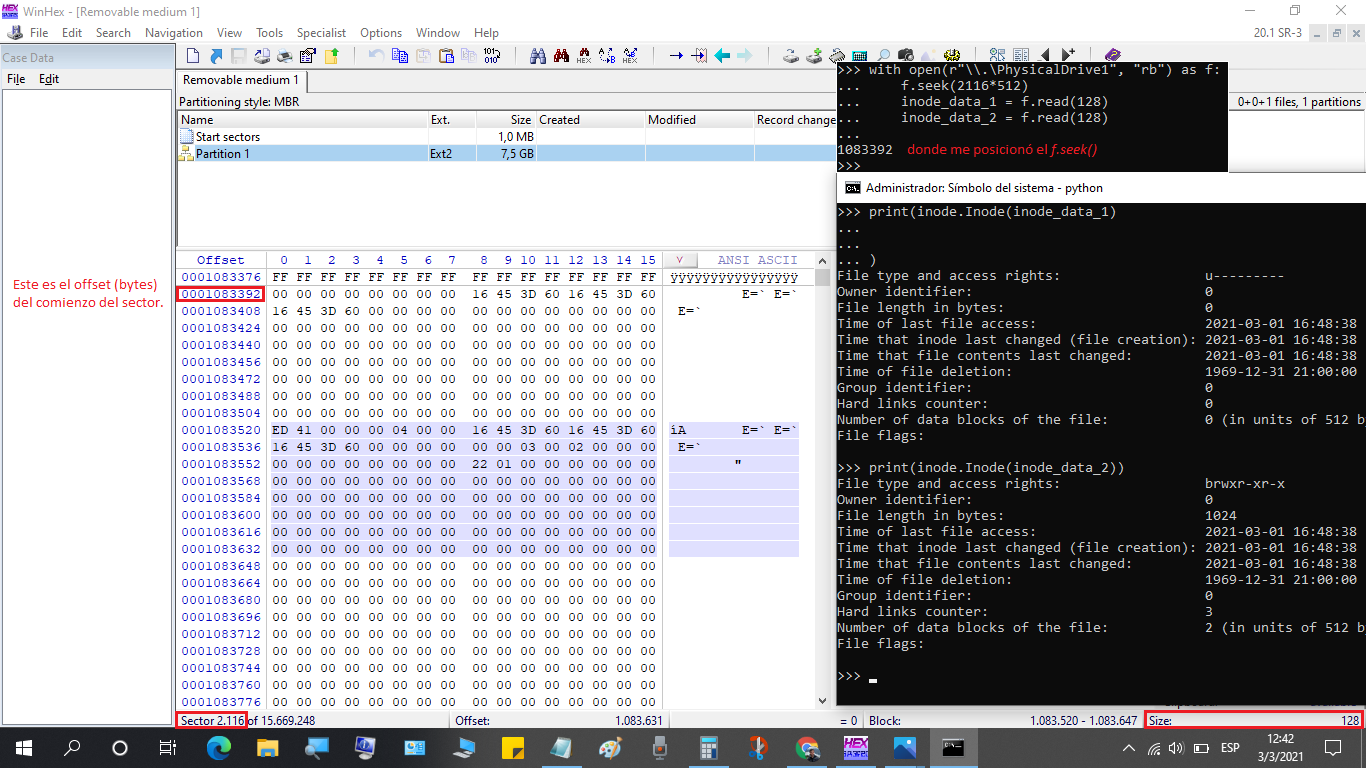 WinHex - [Removable medium 1]
File Edit Search Navigation View Tools Specialist Options Window Help
20.1 SR-3
Case Data
File Edit
Removable medium 1
Partitioning style: MBR
0+0+1 files, 1 partitions
Name Ext. Size Created Modified Record change
Start sectors 1,0 MB
Partition 1 Ext2 7,5 GB
>>> with open(r"\\.\PhysicalDrive1", "rb") as f:
... f.seek(2116*512)
... inode_data_1 = f.read(128)
... inode_data_2 = f.read(128)
...
1083392 donde me posicionó el f.seek()
>>>
Este es el offset (bytes)
del comienzo del sector.
Offset 0 1 2 3 4 5 6 7 8 9 10 11 12 13 14 15 ANSI ASCII
0001083376 FF FF FF FF FF FF FF FF FF FF FF FF FF FF FF FF ÿÿÿÿÿÿÿÿÿÿÿÿÿÿÿÿ
0001083392 00 00 00 00 00 00 00 00 16 45 3D 60 16 45 3D 60 E=` E=`
0001083408 16 45 3D 60 00 00 00 00 00 00 00 00 00 00 00 00 E=`
0001083424 00 00 00 00 00 00 00 00 00 00 00 00 00 00 00 00
0001083440 00 00 00 00 00 00 00 00 00 00 00 00 00 00 00 00
0001083456 00 00 00 00 00 00 00 00 00 00 00 00 00 00 00 00
0001083472 00 00 00 00 00 00 00 00 00 00 00 00 00 00 00 00
0001083488 00 00 00 00 00 00 00 00 00 00 00 00 00 00 00 00
0001083504 00 00 00 00 00 00 00 00 00 00 00 00 00 00 00 00
0001083520 ED 41 00 00 00 04 00 00 16 45 3D 60 16 45 3D 60 íA E=` E=`
0001083536 16 45 3D 60 00 00 00 00 00 00 03 00 02 00 00 00 E=`
0001083552 00 00 00 00 00 00 00 00 22 01 00 00 00 00 00 00 "
0001083568 00 00 00 00 00 00 00 00 00 00 00 00 00 00 00 00
0001083584 00 00 00 00 00 00 00 00 00 00 00 00 00 00 00 00
0001083600 00 00 00 00 00 00 00 00 00 00 00 00 00 00 00 00
0001083616 00 00 00 00 00 00 00 00 00 00 00 00 00 00 00 00
0001083632 00 00 00 00 00 00 00 00 00 00 00 00 00 00 00 00
0001083648 00 00 00 00 00 00 00 00 00 00 00 00 00 00 00 00
0001083664 00 00 00 00 00 00 00 00 00 00 00 00 00 00 00 00
0001083680 00 00 00 00 00 00 00 00 00 00 00 00 00 00 00 00
0001083696 00 00 00 00 00 00 00 00 00 00 00 00 00 00 00 00
0001083712 00 00 00 00 00 00 00 00 00 00 00 00 00 00 00 00
0001083728 00 00 00 00 00 00 00 00 00 00 00 00 00 00 00 00
0001083744 00 00 00 00 00 00 00 00 00 00 00 00 00 00 00 00
0001083760 00 00 00 00 00 00 00 00 00 00 00 00 00 00 00 00
0001083776 00 00 00 00 00 00 00 00 00 00 00 00 00 00 00 00
Administrador: Símbolo del sistema - python
>>> print(inode.Inode(inode_data_1)
...
...
... )
File type and access rights: u---------
Owner identifier: 0
File length in bytes: 0
Time of last file access: 2021-03-01 16:48:38
Time that inode last changed (file creation): 2021-03-01 16:48:38
Time that file contents last changed: 2021-03-01 16:48:38
Time of file deletion: 1969-12-31 21:00:00
Group identifier: 0
Hard links counter: 0
Number of data blocks of the file: 0 (in units of 512 b
File flags:
>>> print(inode.Inode(inode_data_2))
File type and access rights: brwxr-xr-x
Owner identifier: 0
File length in bytes: 1024
Time of last file access: 2021-03-01 16:48:38
Time that inode last changed (file creation): 2021-03-01 16:48:38
Time that file contents last changed: 2021-03-01 16:48:38
Time of file deletion: 1969-12-31 21:00:00
Group identifier: 0
Hard links counter: 3
Number of data blocks of the file: 2 (in units of 512 b
File flags:
>>>
Sector 2.116 of 15.669.248 Offset: 1.083.631 = 0 Block: 1.083.520 - 1.083.647 Size: 128
ESP
12:42
3/3/2021